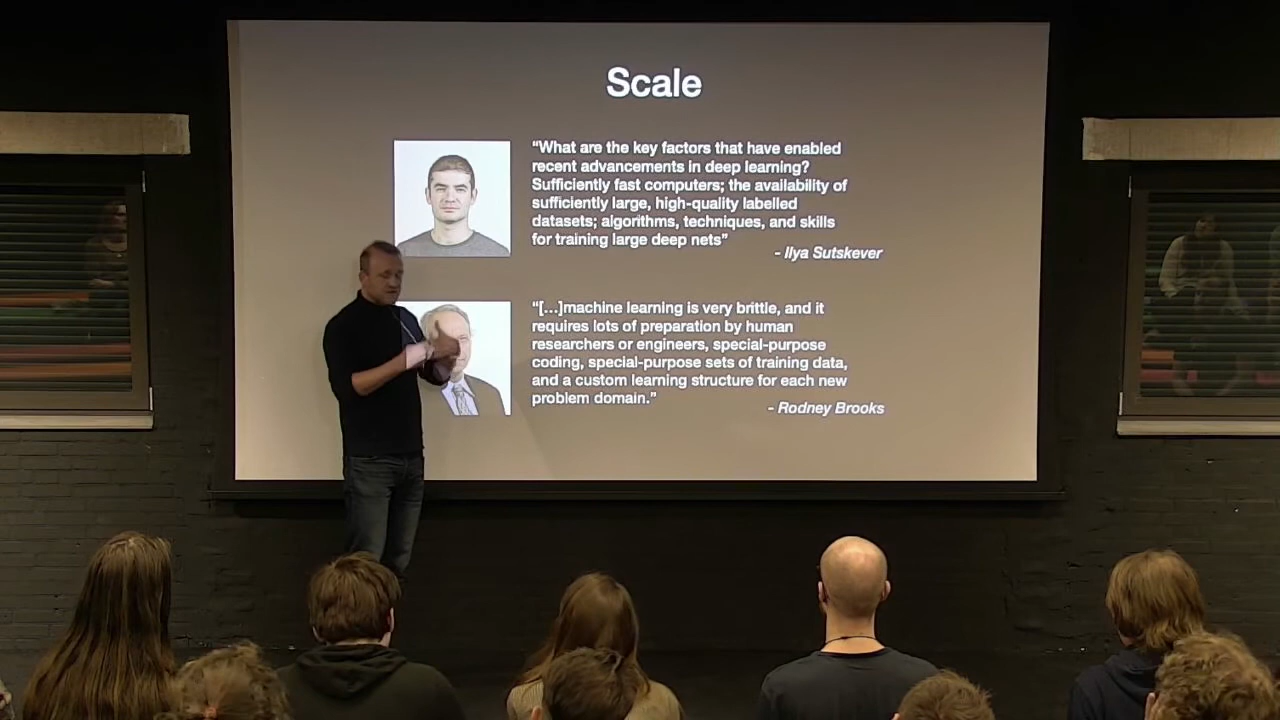 Scale
“What are the key factors that have enabled
recent advancements in deep learning?
Sufficiently fast computers; the availability of
sufficiently large, high-quality labelled
datasets; algorithms, techniques, and skills
for training large deep nets”
- Ilya Sutskever
“[...]machine learning is very brittle, and it
requires lots of preparation by human
researchers or engineers, special-purpose
coding, special-purpose sets of training data,
and a custom learning structure for each new
problem domain.”
- Rodney Brooks